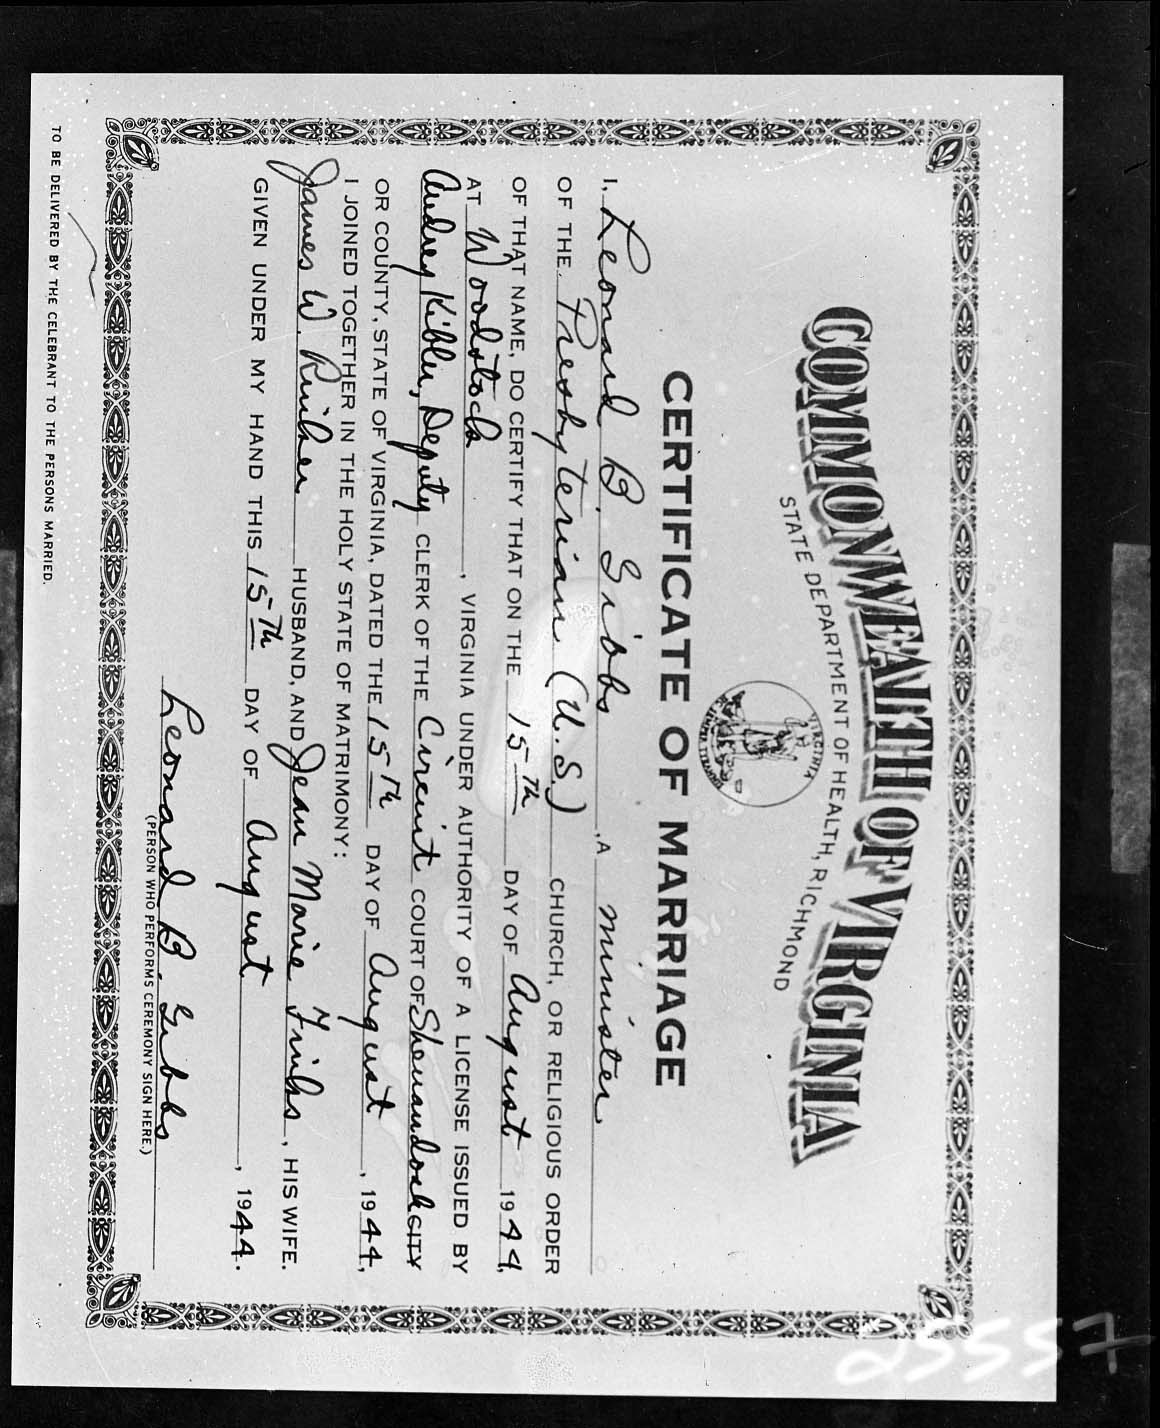 COMMONWEALTH OF VIRGINIA
STATE DEPARTMENT OF HEALTH, RICHMOND
VIRGINIA
CERTIFICATE OF MARRIAGE
I, Leonard B. Gibbs, A minister
OF THE Presbyterian (U.S.) CHURCH, OR RELIGIOUS ORDER
OF THAT NAME, DO CERTIFY THAT ON THE 15th DAY OF August 1944,
AT Woodstock, VIRGINIA UNDER AUTHORITY OF A LICENSE ISSUED BY
Audrey Kibler, Deputy CLERK OF THE Circuit COURT OF Shenandoah CITY
OR COUNTY, STATE OF VIRGINIA, DATED THE 15th DAY OF August, 1944,
I JOINED TOGETHER IN THE HOLY STATE OF MATRIMONY:
James W. HUSBAND, AND Jean Marie, HIS WIFE.
GIVEN UNDER MY HAND THIS 15th DAY OF August, 1944.
Leonard B. Gibbs
(PERSON WHO PERFORMS CEREMONY SIGN HERE.)
TO BE DELIVERED BY THE CELEBRANT TO THE PERSONS MARRIED.
25557